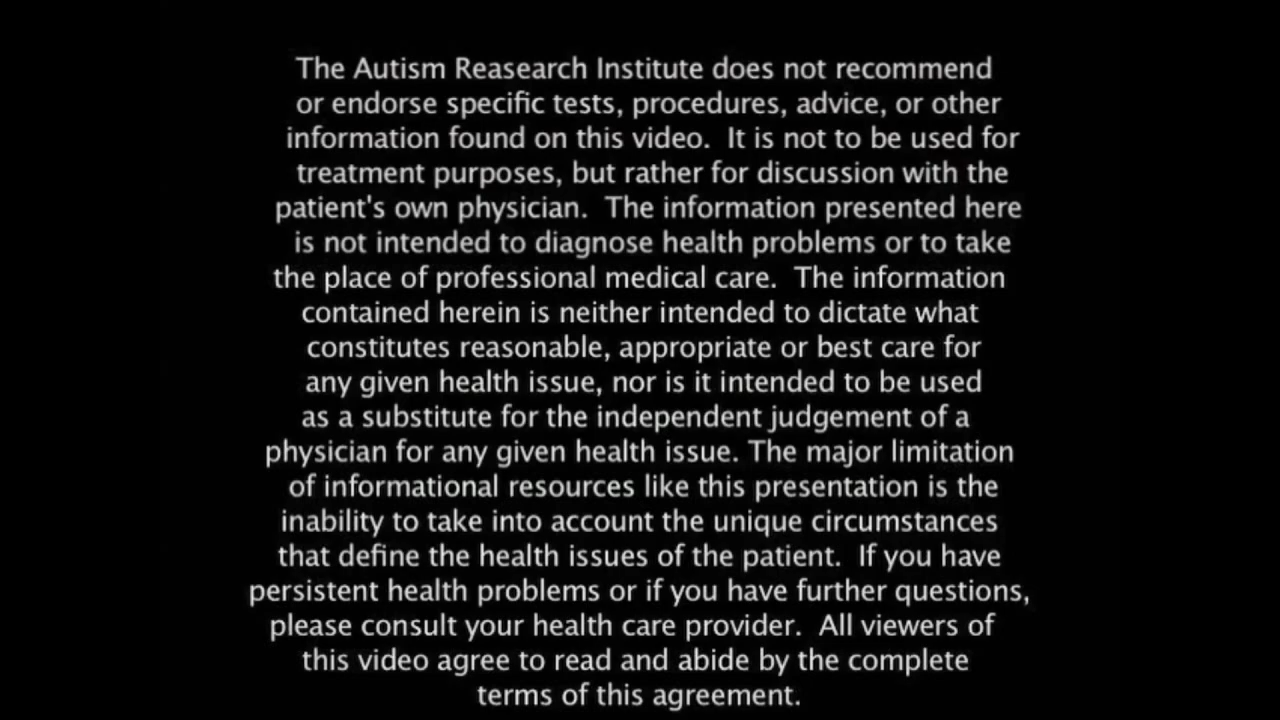 The Autism Reasearch Institute does not recommend
or endorse specific tests, procedures, advice, or other
information found on this video.  It is not to be used for
treatment purposes, but rather for discussion with the
patient's own physician.  The information presented here
is not intended to diagnose health problems or to take
the place of professional medical care.  The information
contained herein is neither intended to dictate what
constitutes reasonable, appropriate or best care for
any given health issue, nor is it intended to be used
as a substitute for the independent judgement of a
physician for any given health issue. The major limitation
of informational resources like this presentation is the
inability to take into account the unique circumstances
that define the health issues of the patient.  If you have
persistent health problems or if you have further questions,
please consult your health care provider.  All viewers of
this video agree to read and abide by the complete
terms of this agreement.